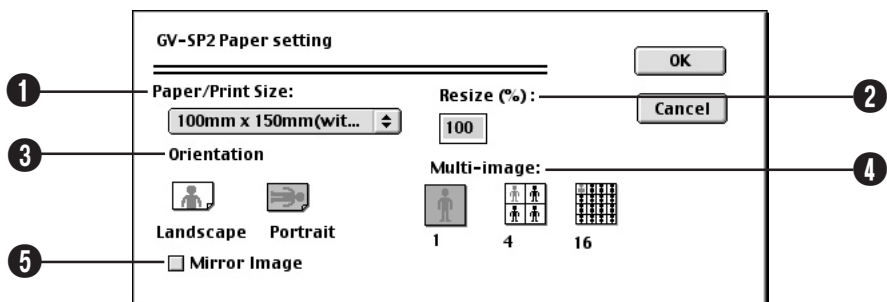 GV-SP2 Paper setting
OK
1 Paper/Print Size:
Resize (%) : 2
Cancel
100mm x 150mm(wit...
100
3 Orientation
Multi-image: 4
Landscape Portrait
1 4 16
5 Mirror Image